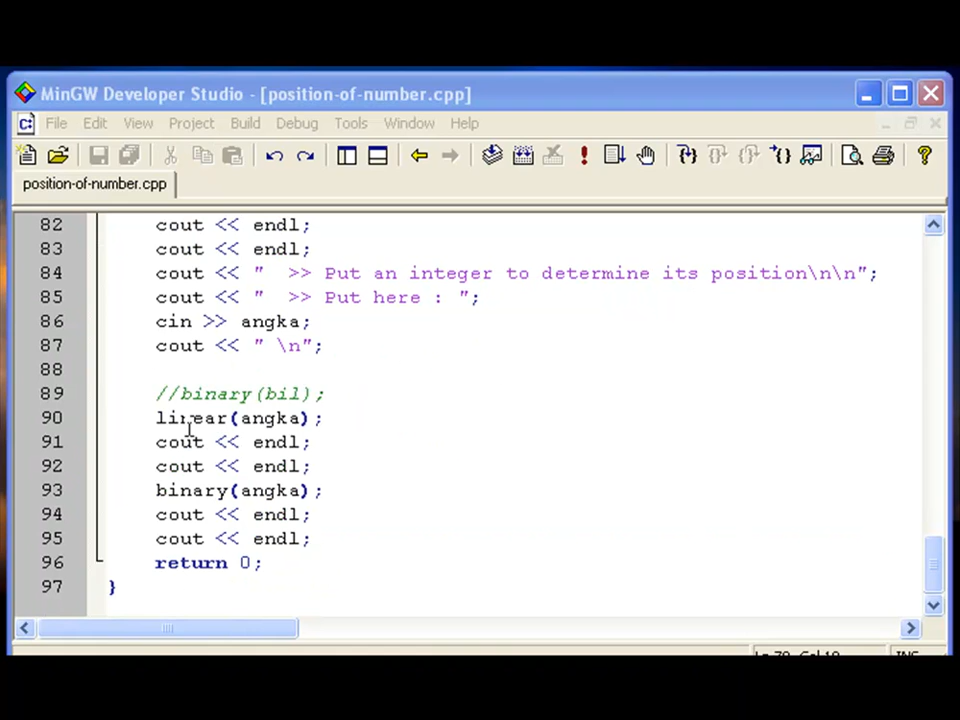 MinGW Developer Studio - [position-of-number.cpp]
File Edit View Project Build Debug Tools Window Help
position-of-number.cpp
82 cout << endl;
83 cout << endl;
84 cout << "  >> Put an integer to determine its position\n\n";
85 cout << "  >> Put here : ";
86 cin >> angka;
87 cout << " \n";
88
89 //binary(bil);
90 linear(angka);
91 cout << endl;
92 cout << endl;
93 binary(angka);
94 cout << endl;
95 cout << endl;
96 return 0;
97 }